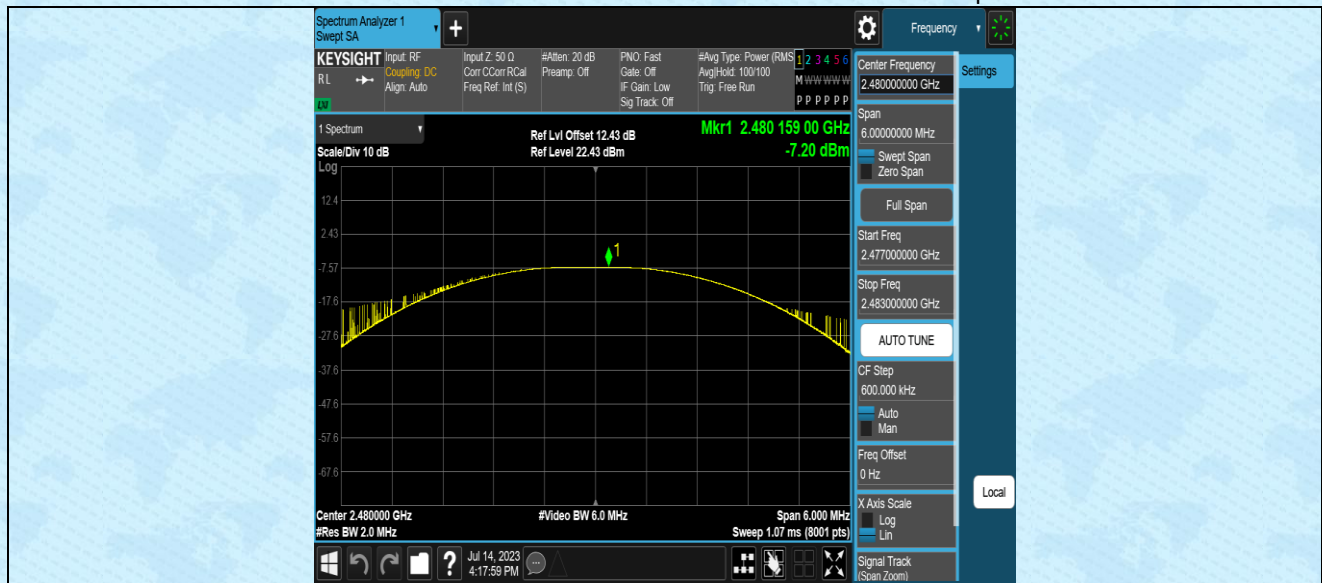 Spectrum Analyzer 1
Swept SA
+
Frequency
KEYSIGHT
Input: RF
Coupling: DC
Align: Auto
Input Z: 50 Ω
Corr CCorr RCal
Freq Ref: Int (S)
#Atten: 20 dB
Preamp: Off
PNO: Fast
Gate: Off
IF Gain: Low
Sig Track: Off
#Avg Type: Power (RMS
Avg|Hold: 100/100
Trig: Free Run
1 2 3 4 5 6
M W W W W W
P P P P P P
R L
1 Spectrum
Scale/Div 10 dB
Ref Lvl Offset 12.43 dB
Ref Level 22.43 dBm
Mkr1 2.480 159 00 GHz
-7.20 dBm
Log
12.4
2.43
-7.57
-17.6
-27.6
-37.6
-47.6
-57.6
-67.6
1
Center 2.480000 GHz
#Res BW 2.0 MHz
#Video BW 6.0 MHz
Span 6.000 MHz
Sweep 1.07 ms (8001 pts)
?
Jul 14, 2023
4:17:59 PM
Center Frequency
2.480000000 GHz
Settings
Span
6.00000000 MHz
Swept Span
Zero Span
Full Span
Start Freq
2.477000000 GHz
Stop Freq
2.483000000 GHz
AUTO TUNE
CF Step
600.000 kHz
Auto
Man
Freq Offset
0 Hz
X Axis Scale
Log
Lin
Local
Signal Track
(Span Zoom)